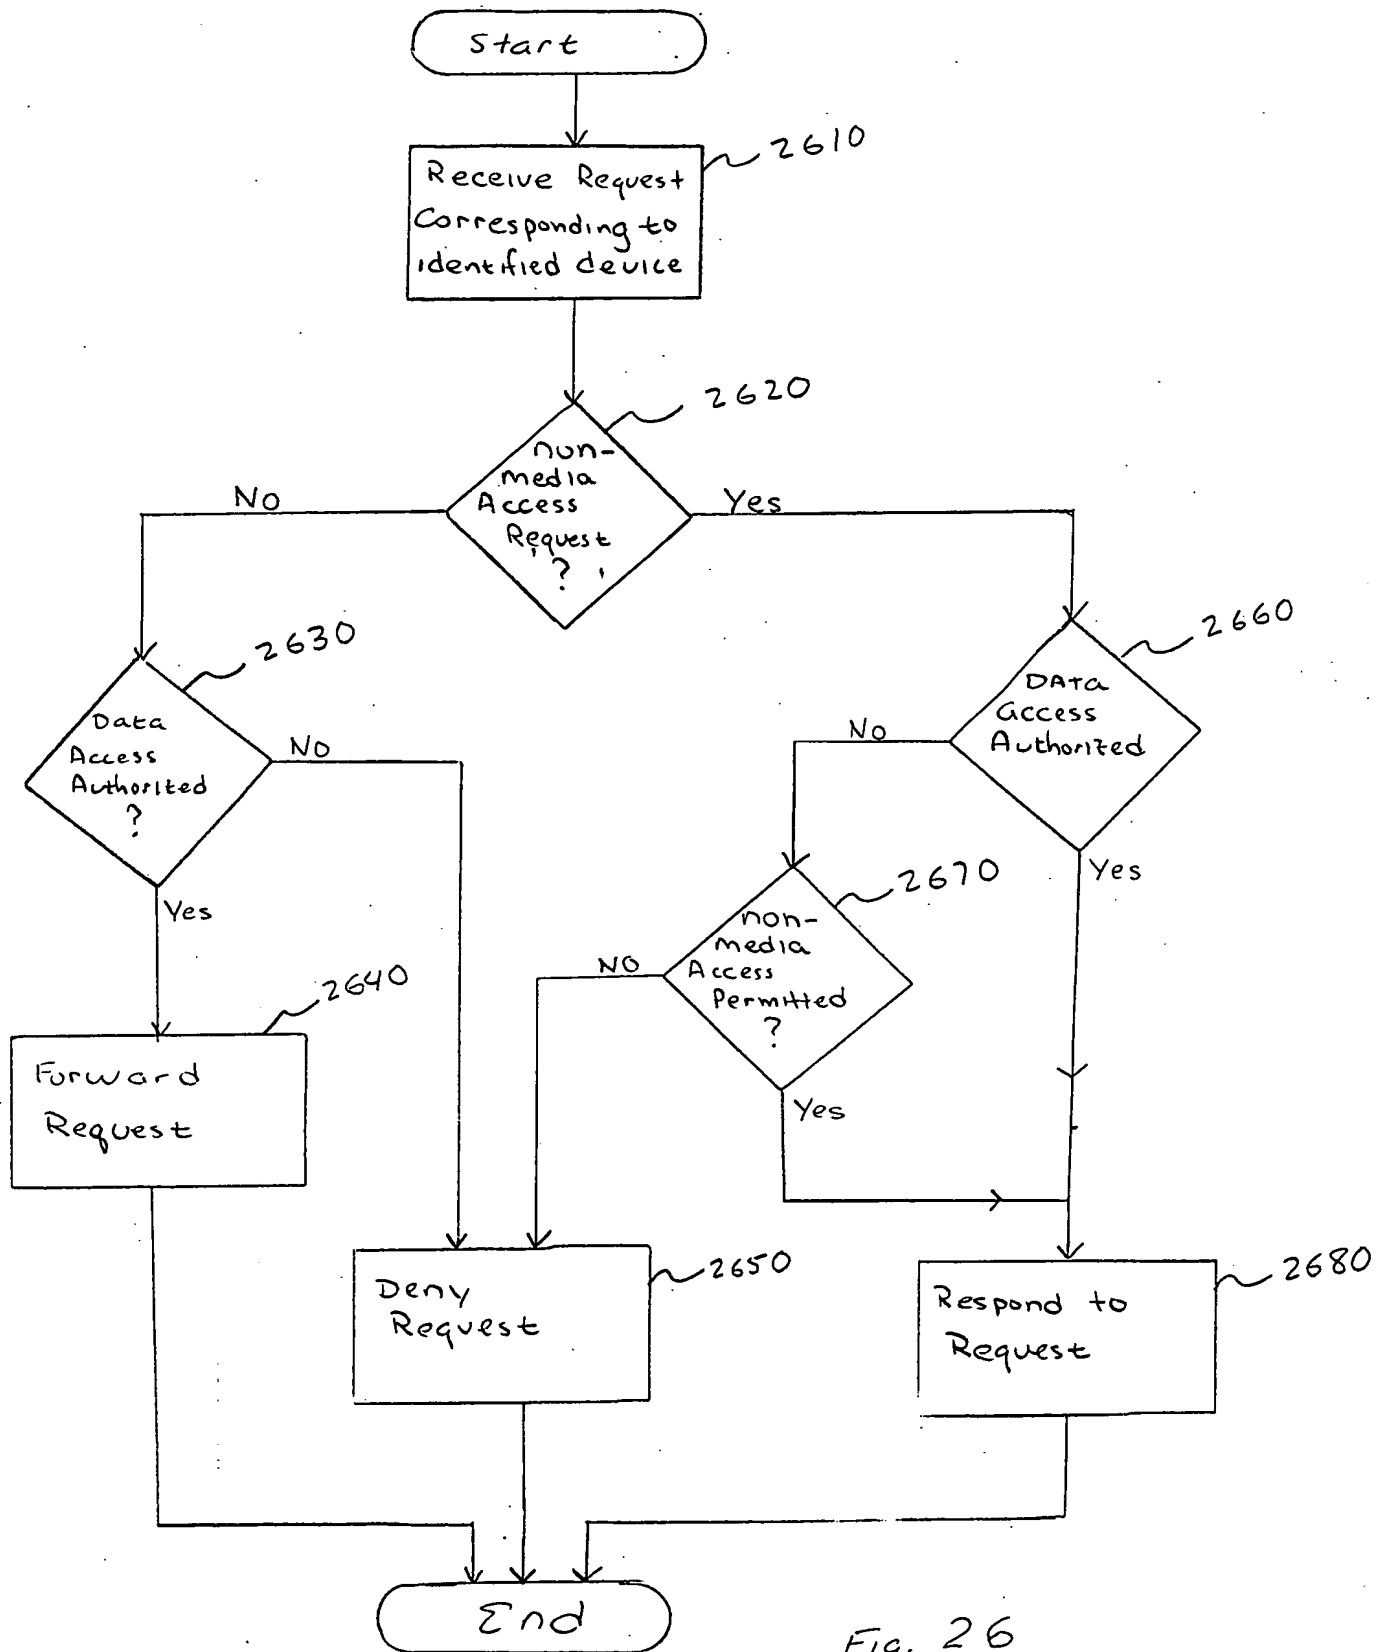 Start
2610
Receive Request
Corresponding to
identified device
2620
non-
media
Access
Request
?
No
Yes
2630
2660
Data
Access
Authorized
?
No
DATA
access
Authorized
No
Yes
Yes
2670
non-
media
Access
Permitted
?
NO
Yes
2640
Forward
Request
2650
Deny
Request
2680
Respond to
Request
End
Fig. 26